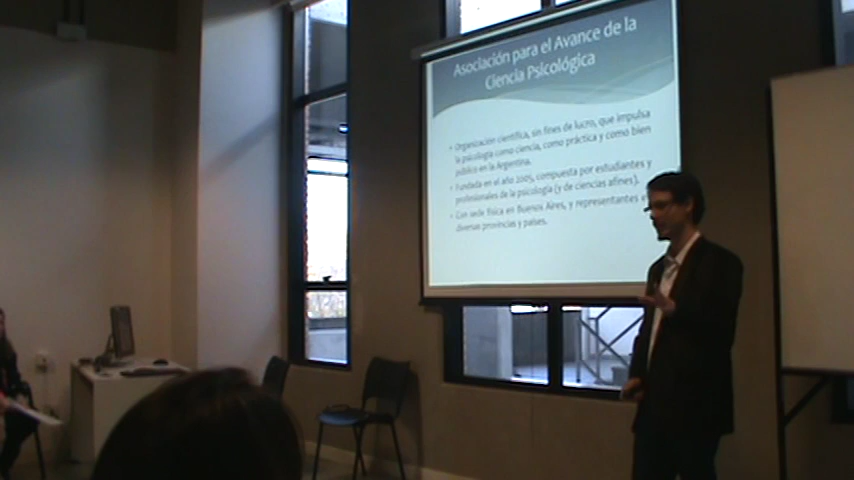 Asociación para el Avance de la
Ciencia Psicológica
Organización científica, sin fines de lucro, que impulsa
la psicología como ciencia, como práctica y como bien
público en la Argentina.
Fundada en el año 2005, compuesta por estudiantes y
profesionales de la psicología (y de ciencias afines).
Con sede física en Buenos Aires, y representantes
diversas provincias y países.